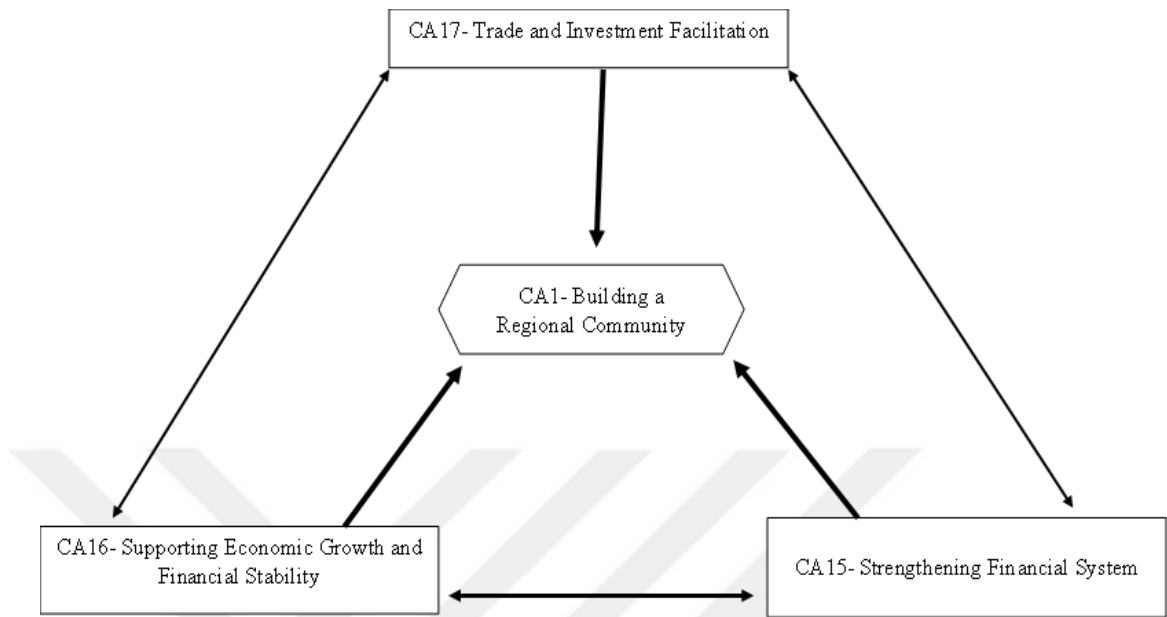 CA17- Trade and Investment Facilitation
CA1- Building a
Regional Community
CA16- Supporting Economic Growth and
Financial Stability
CA15- Strengthening Financial System